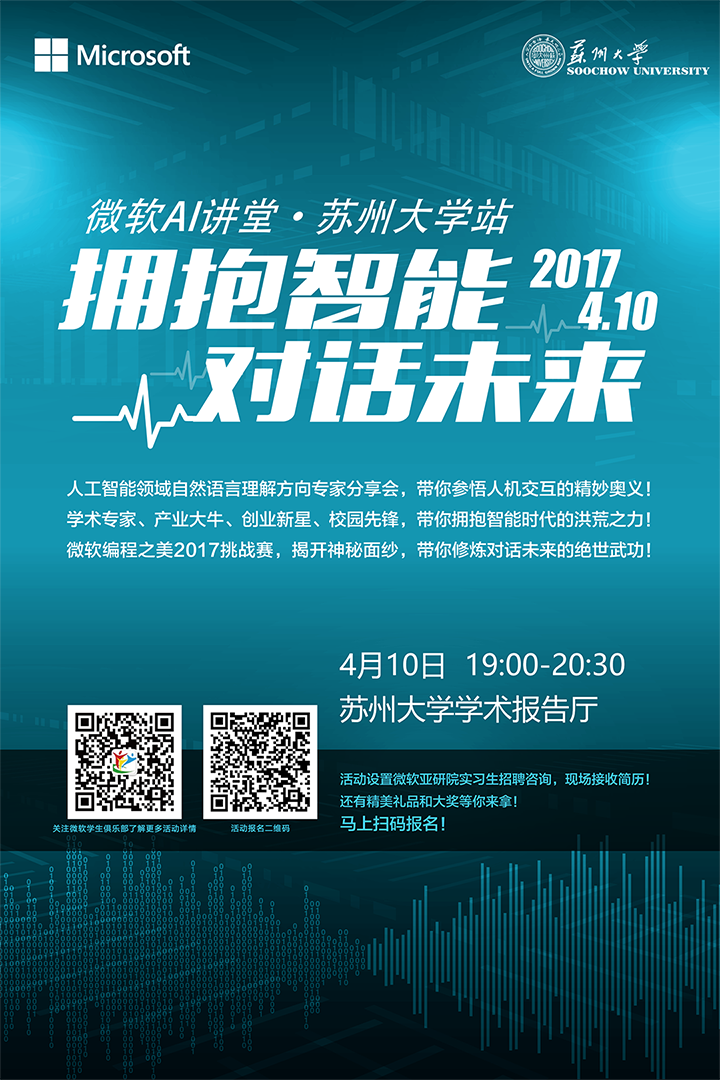 Microsoft
蘇州大學
SOOCHOW UNIVERSITY
微软AI讲堂·苏州大学站
拥抱智能
2017
4.10
对话未来
人工智能领域自然语言理解方向专家分享会，带你参悟人机交互的精妙奥义！
学术专家、产业大牛、创业新星、校园先锋，带你拥抱智能时代的洪荒之力！
微软编程之美2017挑战赛，揭开神秘面纱，带你修炼对话未来的绝世武功！
4月10日 19:00-20:30
苏州大学学术报告厅
活动设置微软亚研院实习生招聘咨询，现场接收简历！
还有精美礼品和大奖等你来拿！
马上扫码报名！
关注微软学生俱乐部了解更多活动详情
活动报名二维码